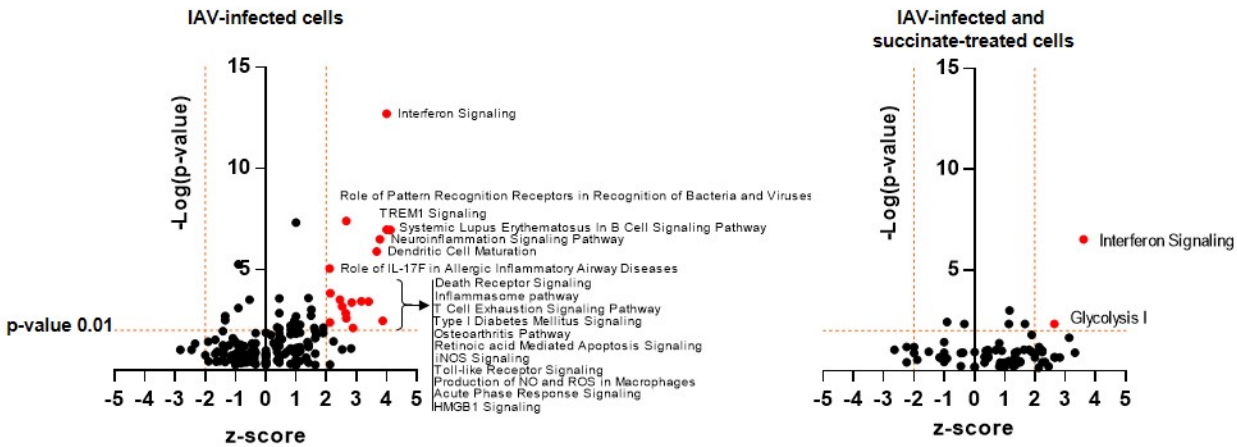 IAV-infected cells
15
10
5
-Log(p-value)
Interferon Signaling
Role of Pattern Recognition Receptors in Recognition of Bacteria and Viruses
TREM1 Signaling
Systemic Lupus Erythematosus In B Cell Signaling Pathway
Neuroinflammation Signaling Pathway
Dendritic Cell Maturation
Role of IL-17F in Allergic Inflammatory Airway Diseases
Death Receptor Signaling
Inflammasome pathway
T Cell Exhaustion Signaling Pathway
Type I Diabetes Mellitus Signaling
Osteoarthritis Pathway
Retinoic acid Mediated Apoptosis Signaling
iNOS Signaling
Toll-like Receptor Signaling
Production of NO and ROS in Macrophages
Acute Phase Response Signaling
HMGB1 Signaling
p-value 0.01
-5 -4 -3 -2 -1 0 1 2 3 4 5
z-score
IAV-infected and
succinate-treated cells
15
10
5
-Log(p-value)
Interferon Signaling
Glycolysis I
-5 -4 -3 -2 -1 0 1 2 3 4 5
z-score